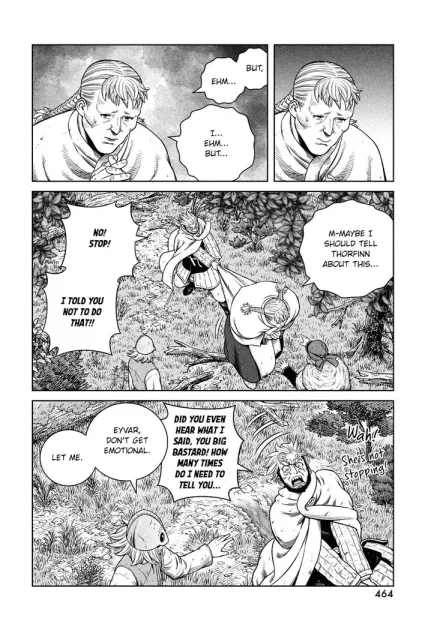 BUT,
EHM...
I...
EHM...
BUT...
M-MAYBE I
SHOULD TELL
THORFINN
ABOUT THIS...
NO!
STOP!
I TOLD YOU
NOT TO DO
THAT!!
Wah!
She's not
stopping!
DID YOU EVEN
HEAR WHAT I
SAID, YOU BIG
BASTARD! HOW
MANY TIMES
DO I NEED TO
TELL YOU...
EYVAR,
DON'T GET
EMOTIONAL.
LET ME.
464